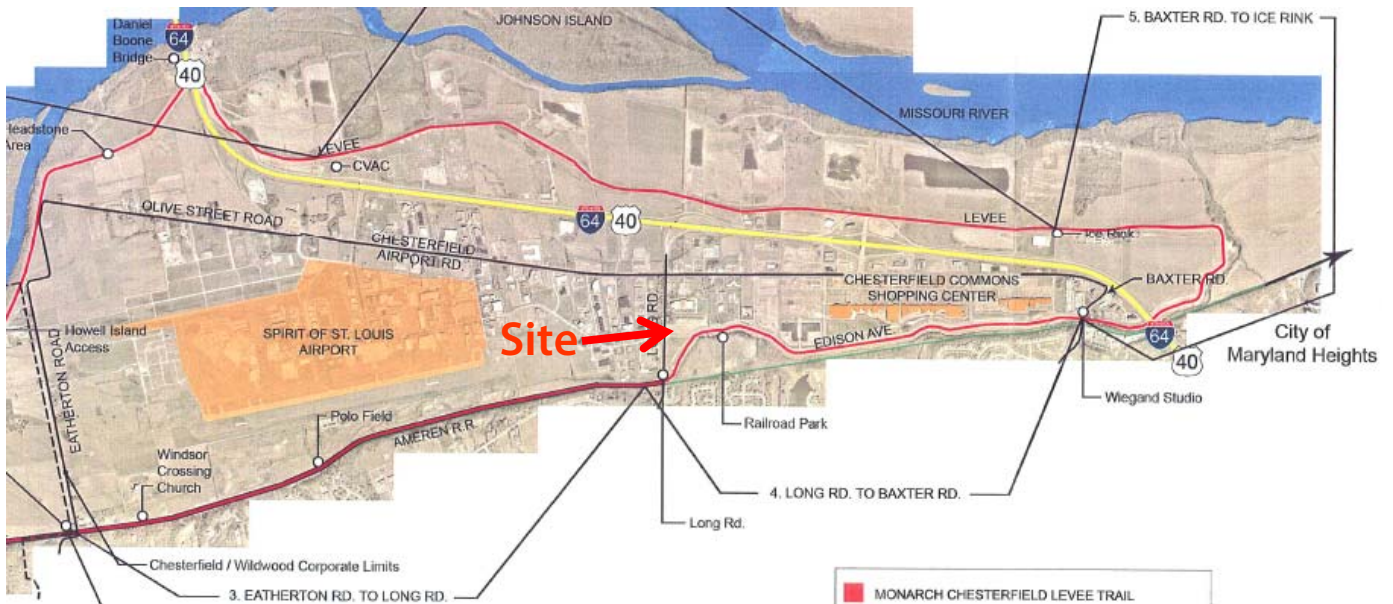 Daniel
Boone
Bridge
64
40
JOHNSON ISLAND
5. BAXTER RD. TO ICE RINK
MISSOURI RIVER
Headstone
Area
LEVEE
CVAC
OLIVE STREET ROAD
64 40
LEVEE
Ice Rink
CHESTERFIELD
AIRPORT RD.
CHESTERFIELD COMMONS
SHOPPING CENTER
BAXTER RD.
Howell Island
Access
SPIRIT OF ST. LOUIS
AIRPORT
Site
EDISON AVE
64
40
City of
Maryland Heights
EATHERTON ROAD
Wiegand Studio
Polo Field
AMEREN R.R.
Railroad Park
Windsor
Crossing
Church
4. LONG RD. TO BAXTER RD.
Long Rd.
Chesterfield / Wildwood Corporate Limits
3. EATHERTON RD. TO LONG RD.
MONARCH CHESTERFIELD LEVEE TRAIL